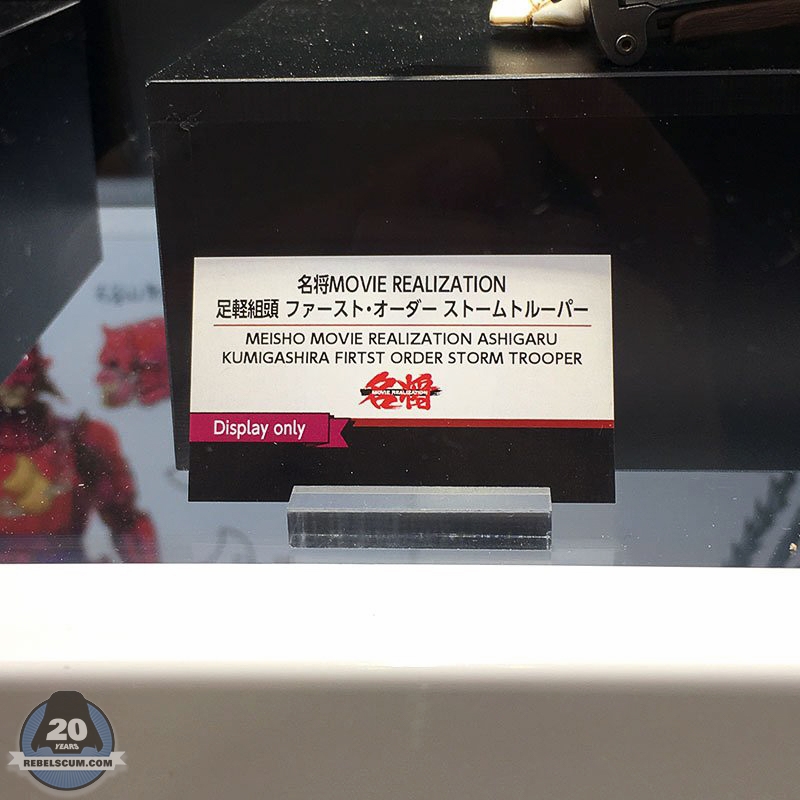 名将MOVIE REALIZATION
足軽組頭 ファースト・オーダー ストームトルーパー
MEISHO MOVIE REALIZATION ASHIGARU
KUMIGASHIRA FIRTST ORDER STORM TROOPER
名将
MOVIE REALIZATION
Display only
20
YEARS
REBELSCUM.COM